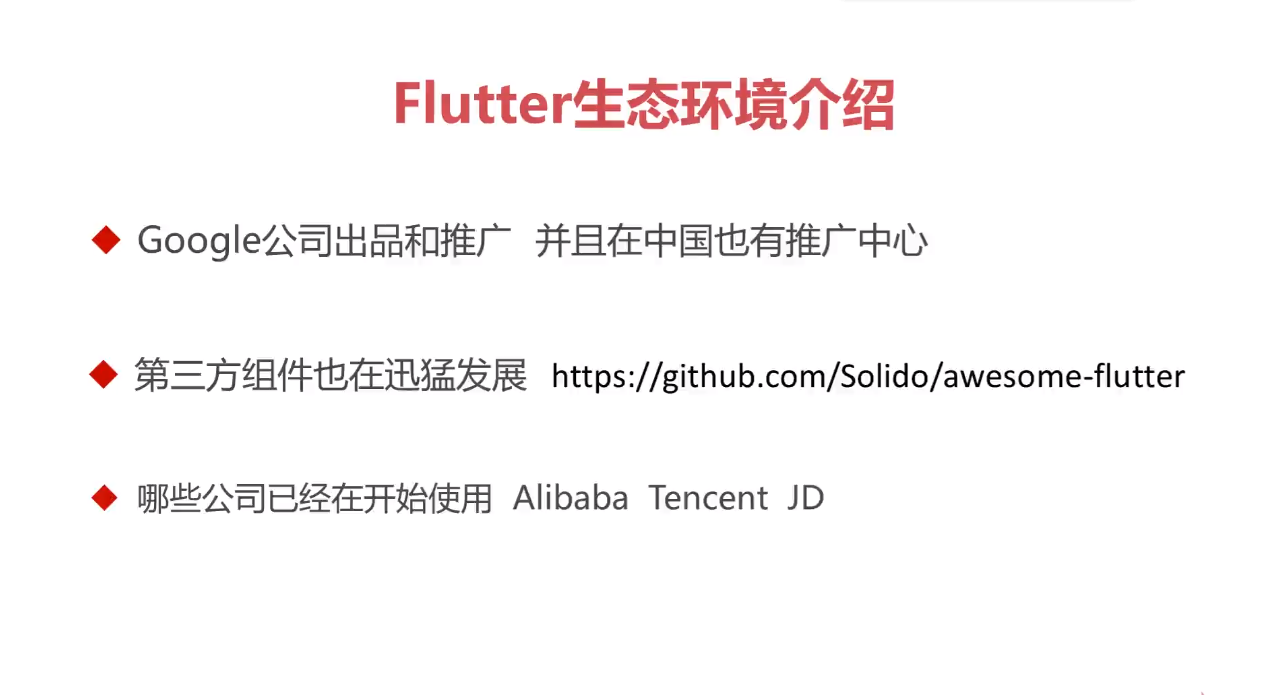 Flutter生态环境介绍
Google公司出品和推广 并且在中国也有推广中心
第三方组件也在迅猛发展 https://github.com/Solido/awesome-flutter
哪些公司已经在开始使用 Alibaba Tencent JD